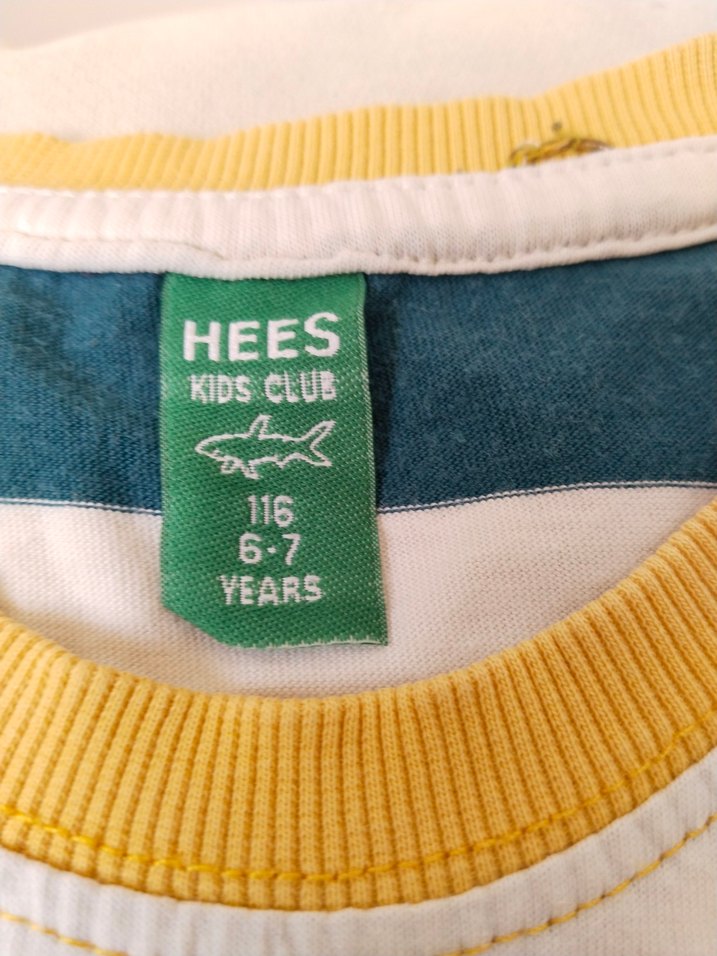 HEES
KIDS CLUB
116
6-7
YEARS